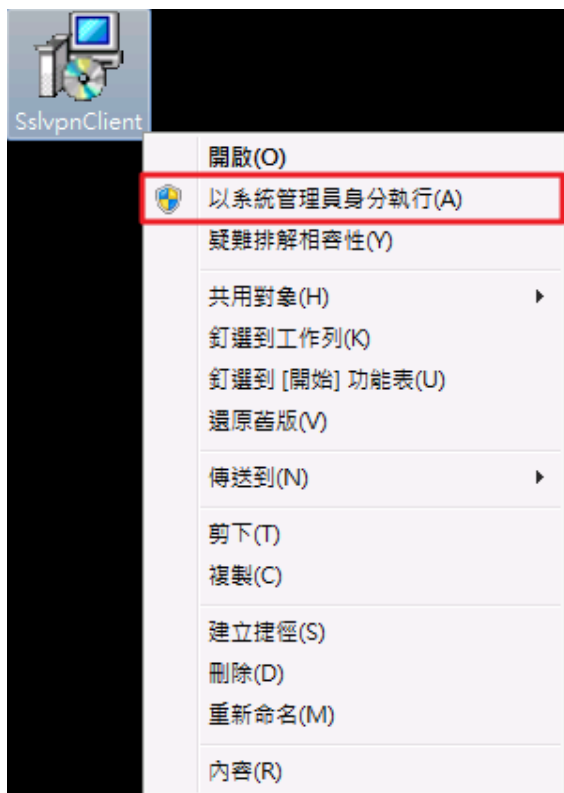 SslvpnClient
開啟(O)
以系統管理員身分執行(A)
疑難排解相容性(Y)
共用對象(H)
釘選到工作列(K)
釘選到 [開始] 功能表(U)
還原舊版(V)
傳送到(N)
剪下(T)
複製(C)
建立捷徑(S)
刪除(D)
重新命名(M)
內容(R)